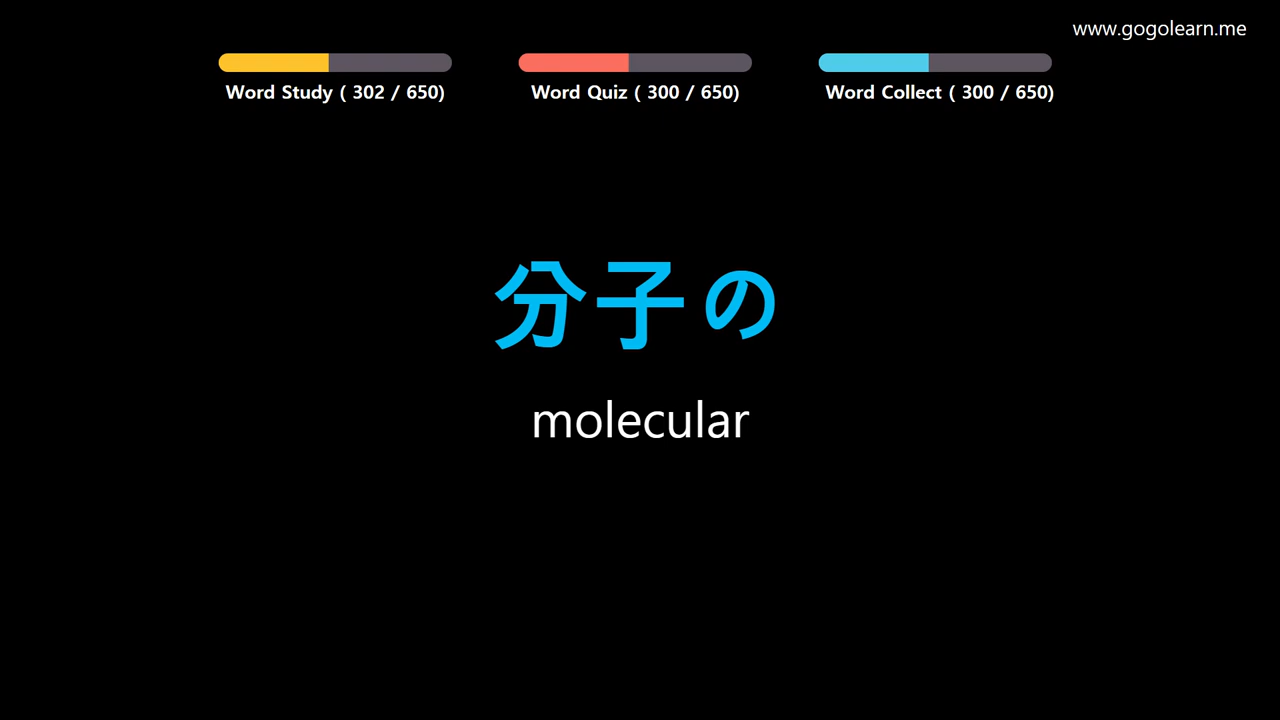 www.gogolearn.me
Word Study ( 302 / 650)
Word Quiz ( 300 / 650)
Word Collect ( 300 / 650)
分子の
molecular